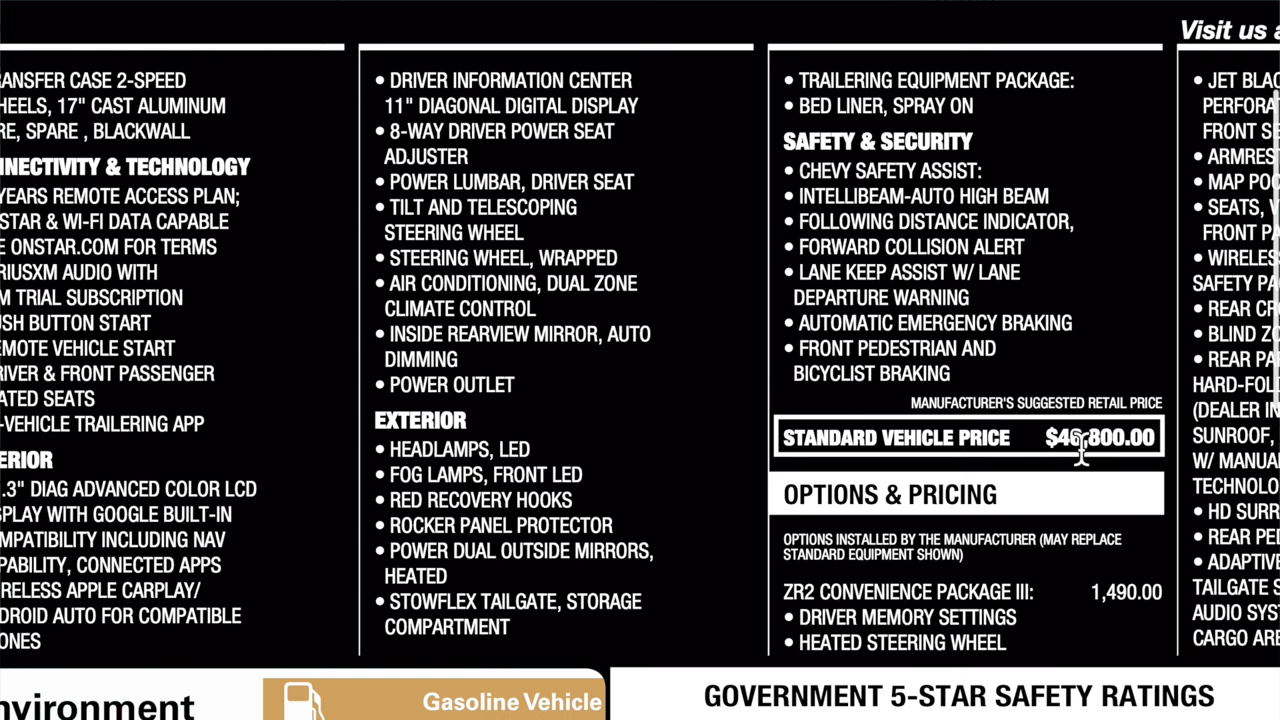 Visit us
ANSFER CASE 2-SPEED
HEELS, 17" CAST ALUMINUM
RE, SPARE , BLACKWALL
NNECTIVITY & TECHNOLOGY
YEARS REMOTE ACCESS PLAN;
STAR & WI-FI DATA CAPABLE
E ONSTAR.COM FOR TERMS
RIUSXM AUDIO WITH
M TRIAL SUBSCRIPTION
SH BUTTON START
EMOTE VEHICLE START
RIVER & FRONT PASSENGER
ATED SEATS
-VEHICLE TRAILERING APP
ERIOR
.3" DIAG ADVANCED COLOR LCD
SPLAY WITH GOOGLE BUILT-IN
MPATIBILITY INCLUDING NAV
PABILITY, CONNECTED APPS
RELESS APPLE CARPLAY/
DROID AUTO FOR COMPATIBLE
ONES
• DRIVER INFORMATION CENTER
11" DIAGONAL DIGITAL DISPLAY
• 8-WAY DRIVER POWER SEAT
ADJUSTER
• POWER LUMBAR, DRIVER SEAT
• TILT AND TELESCOPING
STEERING WHEEL
• STEERING WHEEL, WRAPPED
• AIR CONDITIONING, DUAL ZONE
CLIMATE CONTROL
• INSIDE REARVIEW MIRROR, AUTO
DIMMING
• POWER OUTLET
EXTERIOR
• HEADLAMPS, LED
• FOG LAMPS, FRONT LED
• RED RECOVERY HOOKS
• ROCKER PANEL PROTECTOR
• POWER DUAL OUTSIDE MIRRORS,
HEATED
• STOWFLEX TAILGATE, STORAGE
COMPARTMENT
• TRAILERING EQUIPMENT PACKAGE:
• BED LINER, SPRAY ON
SAFETY & SECURITY
• CHEVY SAFETY ASSIST:
• INTELLIBEAM-AUTO HIGH BEAM
• FOLLOWING DISTANCE INDICATOR,
• FORWARD COLLISION ALERT
• LANE KEEP ASSIST W/ LANE
DEPARTURE WARNING
• AUTOMATIC EMERGENCY BRAKING
• FRONT PEDESTRIAN AND
BICYCLIST BRAKING
MANUFACTURER'S SUGGESTED RETAIL PRICE
STANDARD VEHICLE PRICE
OPTIONS & PRICING
OPTIONS INSTALLED BY THE MANUFACTURER (MAY REPLACE
STANDARD EQUIPMENT SHOWN)
ZR2 CONVENIENCE PACKAGE III: 1,490.00
• DRIVER MEMORY SETTINGS
• HEATED STEERING WHEEL
• JET BLAC
PERFORA
FRONT SE
• ARMRES
• MAP POC
• SEATS, V
FRONT PA
• WIRELES
SAFETY PA
• REAR CR
• BLIND ZO
• REAR PA
HARD-FOL
(DEALER IN
SUNROOF,
W/ MANUA
TECHNOLO
• HD SURR
• REAR PED
• ADAPTIVE
TAILGATE S
AUDIO SYS
CARGO ARE
nvironment
Gasoline Vehicle
GOVERNMENT 5-STAR SAFETY RATINGS